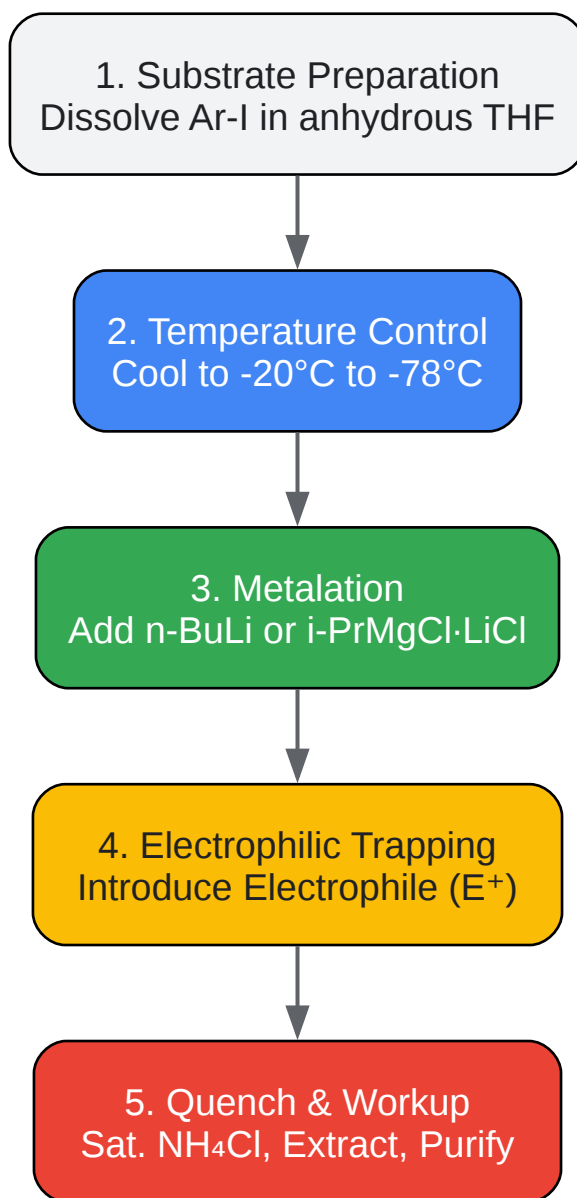 1. Substrate Preparation
Dissolve Ar-I in anhydrous THF
2. Temperature Control
Cool to -20°C to -78°C
3. Metalation
Add n-BuLi or i-PrMgCl·LiCl
4. Electrophilic Trapping
Introduce Electrophile (E⁺)
5. Quench & Workup
Sat. NH₄Cl, Extract, Purify